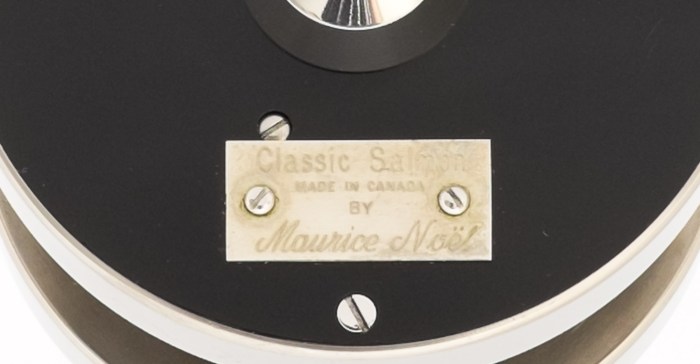 Classic Salmon
MADE IN CANADA
BY
Maurice Noël